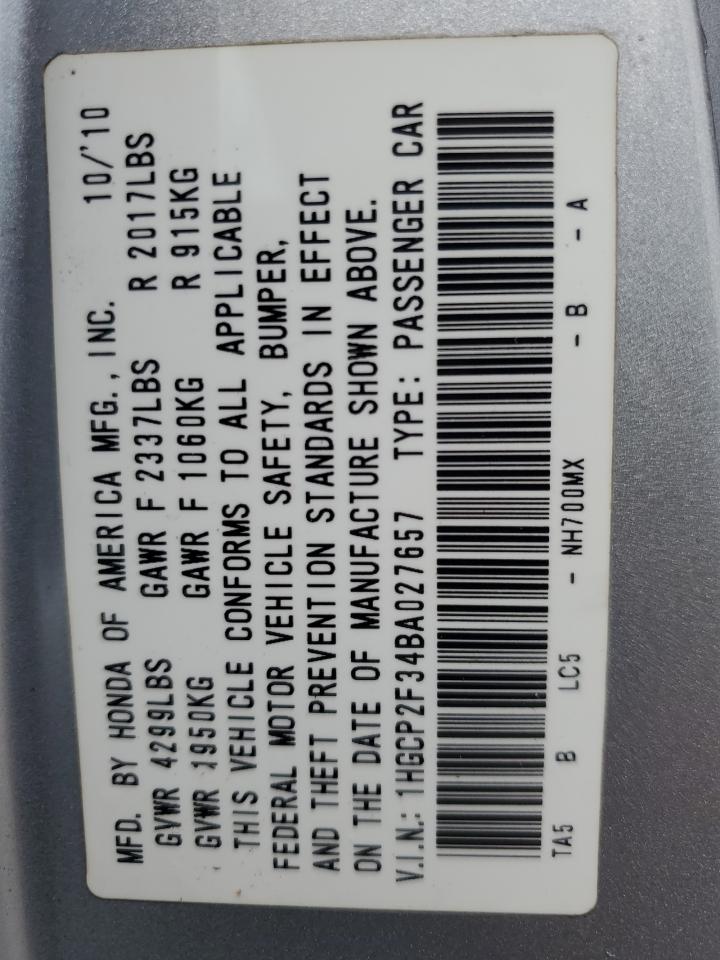 MFD. BY HONDA OF AMERICA MFG., INC. 10/'10
GVWR 4299LBS GAWR F 2337LBS R 2017LBS
GVWR 1950KG GAWR F 1060KG R 915KG
THIS VEHICLE CONFORMS TO ALL APPLICABLE
FEDERAL MOTOR VEHICLE SAFETY, BUMPER,
AND THEFT PREVENTION STANDARDS IN EFFECT
ON THE DATE OF MANUFACTURE SHOWN ABOVE.
V.I.N.: 1HGCP2F34BA027657 TYPE: PASSENGER CAR
TA5 B LC5 - NH700MX - B - A